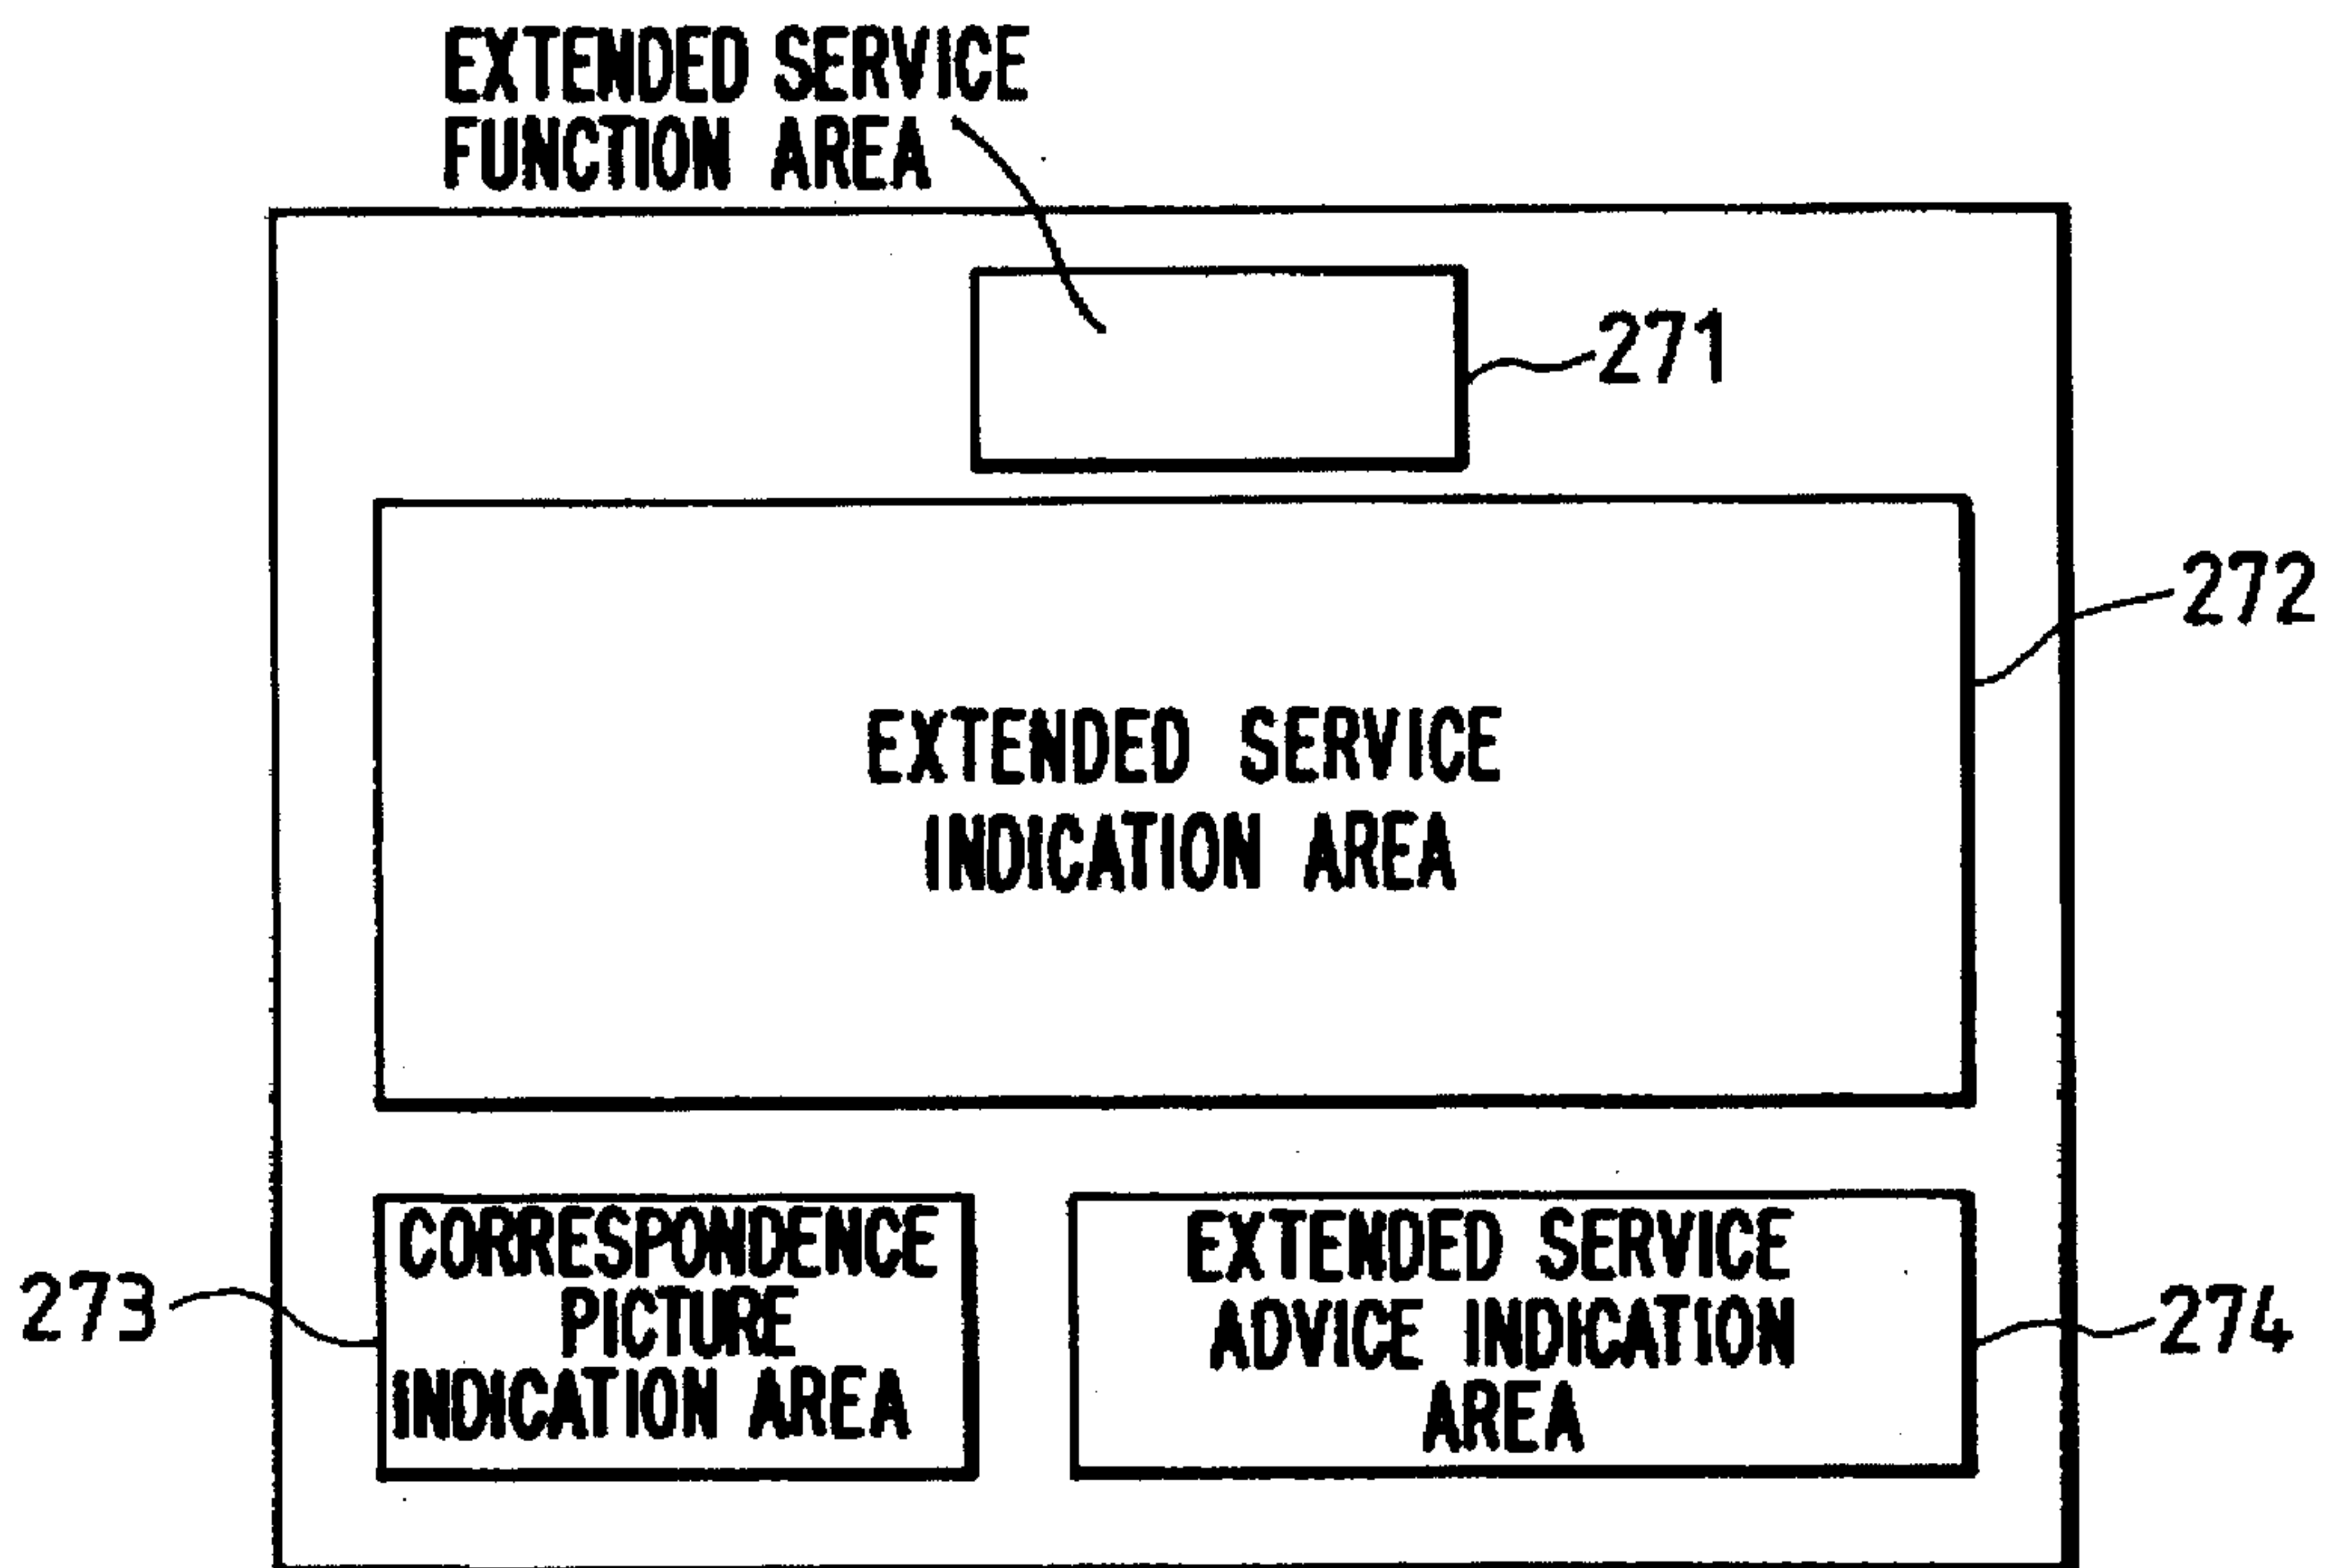 EXTENDED SERVICE
FUNCTION AREA
271
272
EXTENDED SERVICE
INDICATION AREA
CORRESPONDENCE
PICTURE
INDICATION AREA
273
EXTENDED SERVICE
ADVICE INDICATION
AREA
274